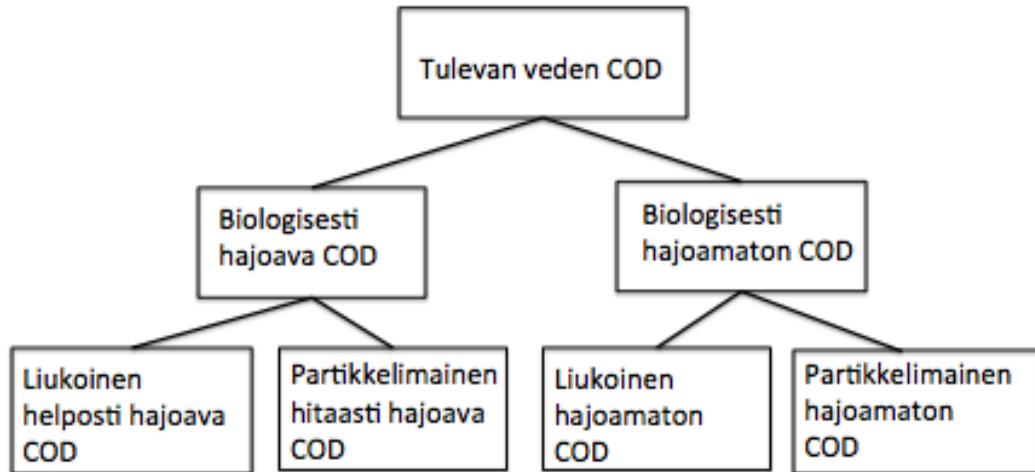 Tulevan veden COD
Biologisesti
hajoava COD
Biologisesti
hajoamaton COD
Liukoinen
helposti hajoava
COD
Partikkelimainen
hitaasti hajoava
COD
Liukoinen
hajoamaton
COD
Partikkelimainen
hajoamaton
COD